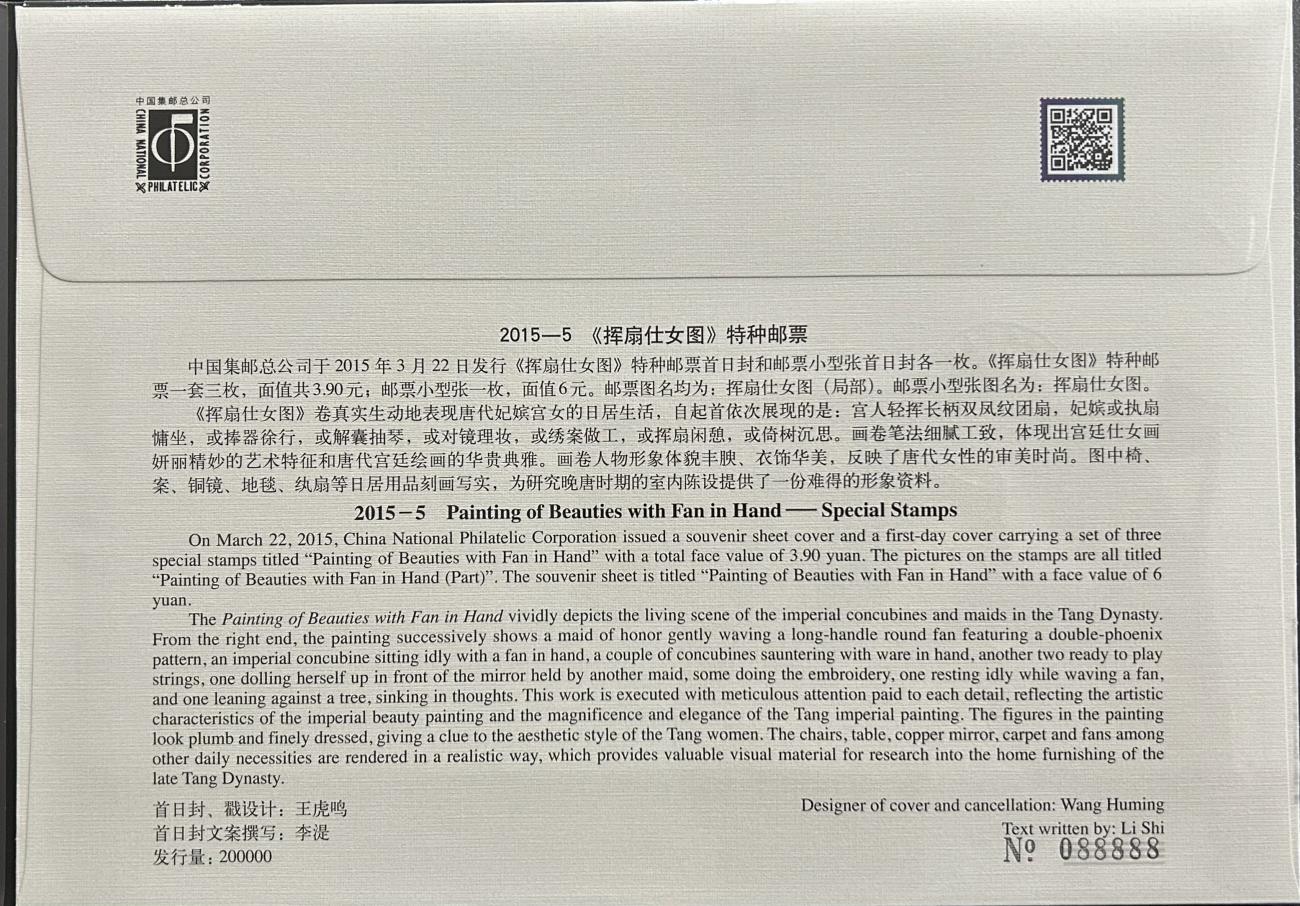 中国集邮总公司
CHINA NATIONAL
PHILATELIC
CORPORATION
2015—5 《挥扇仕女图》特种邮票
中国集邮总公司于 2015 年 3 月 22 日发行《挥扇仕女图》特种邮票首日封和邮票小型张首日封各一枚。《挥扇仕女图》特种邮
票一套三枚，面值共3.90元；邮票小型张一枚，面值6元。邮票图名均为：挥扇仕女图（局部）。邮票小型张图名为：挥扇仕女图。
《挥扇仕女图》卷真实生动地表现唐代妃嫔宫女的日居生活，自起首依次展现的是：宫人轻挥长柄双凤纹团扇，妃嫔或执扇
慵坐，或捧器徐行，或解囊抽琴，或对镜理妆，或绣案做工，或挥扇闲憩，或倚树沉思。画卷笔法细腻工致，体现出宫廷仕女画
妍丽精妙的艺术特征和唐代宫廷绘画的华贵典雅。画卷人物形象体貌丰腴、衣饰华美，反映了唐代女性的审美时尚。图中椅、
案、铜镜、地毯、纨扇等日居用品刻画写实，为研究晚唐时期的室内陈设提供了一份难得的形象资料。
2015－5 Painting of Beauties with Fan in Hand —— Special Stamps
On March 22, 2015, China National Philatelic Corporation issued a souvenir sheet cover and a first-day cover carrying a set of three
special stamps titled “Painting of Beauties with Fan in Hand” with a total face value of 3.90 yuan. The pictures on the stamps are all titled
“Painting of Beauties with Fan in Hand (Part)”. The souvenir sheet is titled “Painting of Beauties with Fan in Hand” with a face value of 6
yuan.
The Painting of Beauties with Fan in Hand vividly depicts the living scene of the imperial concubines and maids in the Tang Dynasty.
From the right end, the painting successively shows a maid of honor gently waving a long-handle round fan featuring a double-phoenix
pattern, an imperial concubine sitting idly with a fan in hand, a couple of concubines sauntering with ware in hand, another two ready to play
strings, one dolling herself up in front of the mirror held by another maid, some doing the embroidery, one resting idly while waving a fan,
and one leaning against a tree, sinking in thoughts. This work is executed with meticulous attention paid to each detail, reflecting the artistic
characteristics of the imperial beauty painting and the magnificence and elegance of the Tang imperial painting. The figures in the painting
look plumb and finely dressed, giving a clue to the aesthetic style of the Tang women. The chairs, table, copper mirror, carpet and fans among
other daily necessities are rendered in a realistic way, which provides valuable visual material for research into the home furnishing of the
late Tang Dynasty.
首日封、戳设计：王虎鸣
首日封文案撰写：李湜
发行量：200000
Designer of cover and cancellation: Wang Huming
Text written by: Li Shi
Nº 088888